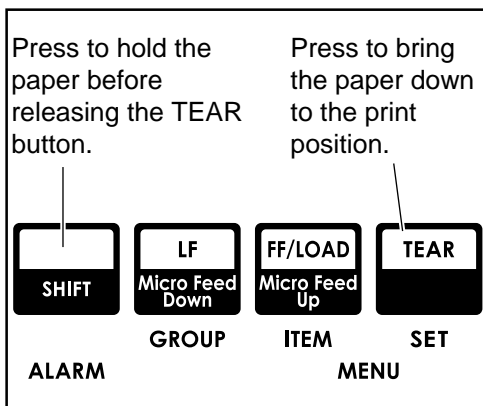 Press to hold the
paper before
releasing the TEAR
button.
Press to bring
the paper down
to the print
position.
SHIFT
LF
Micro Feed
Down
FF/LOAD
Micro Feed
Up
TEAR
GROUP
ITEM
SET
ALARM
MENU